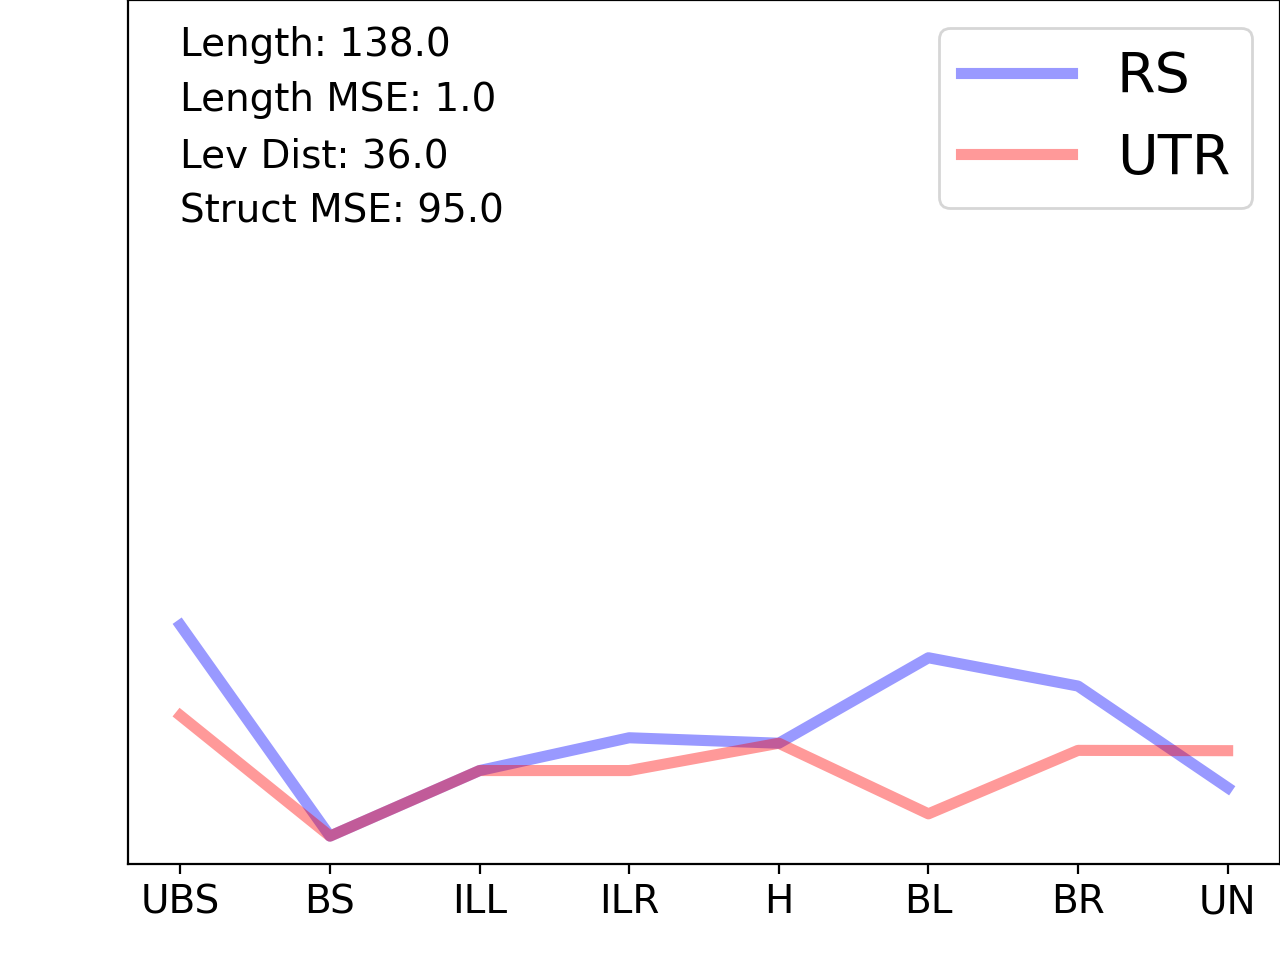 Length: 138.0
Length MSE: 1.0
Lev Dist: 36.0
Struct MSE: 95.0
RS
UTR
UBS BS ILL ILR H BL BR UN